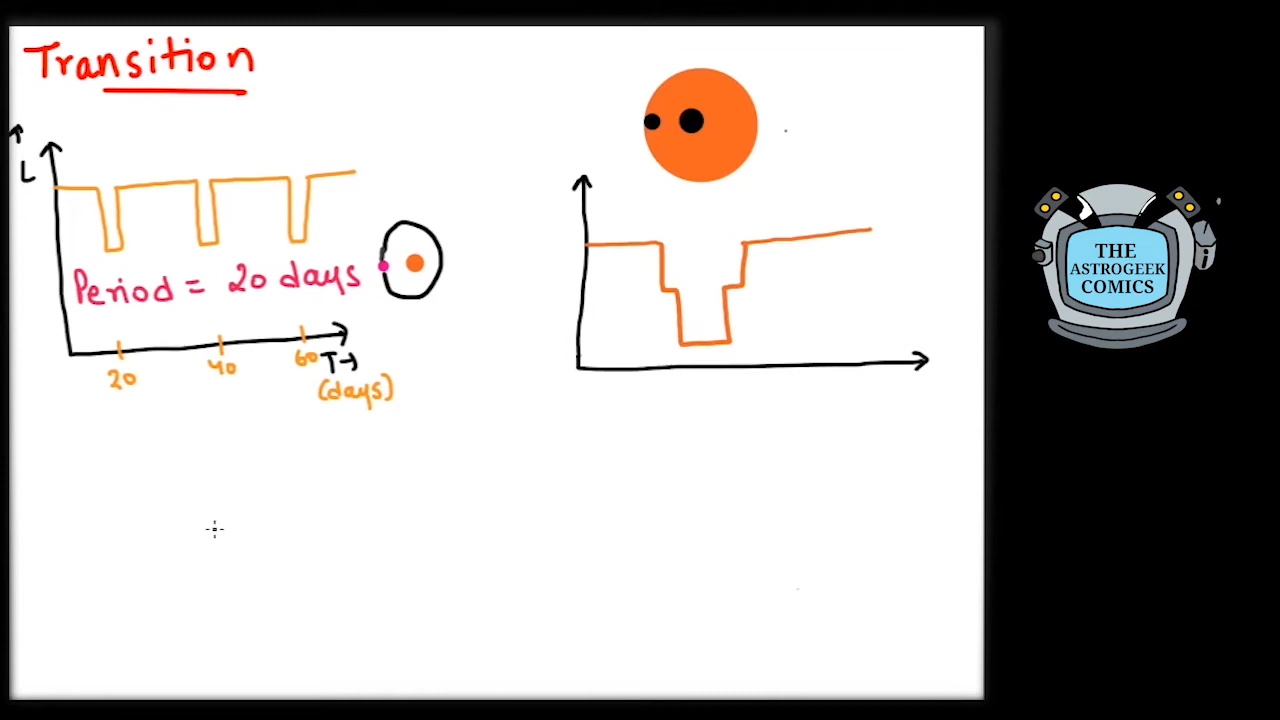 Transition
L
Period = 20 days
20 40 60 T→
(days)
THE
ASTROGEEK
COMICS